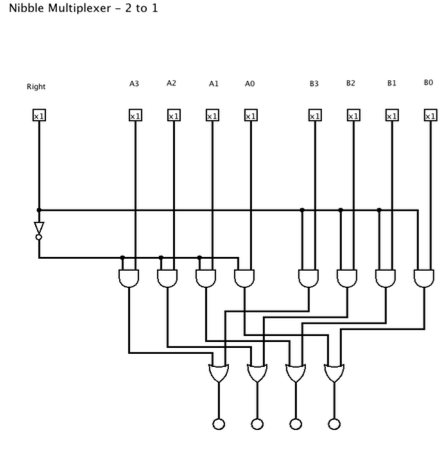 Nibble Multiplexer – 2 to 1
Right A3 A2 A1 A0 B3 B2 B1 B0
x1 x1 x1 x1 x1 x1 x1 x1 x1